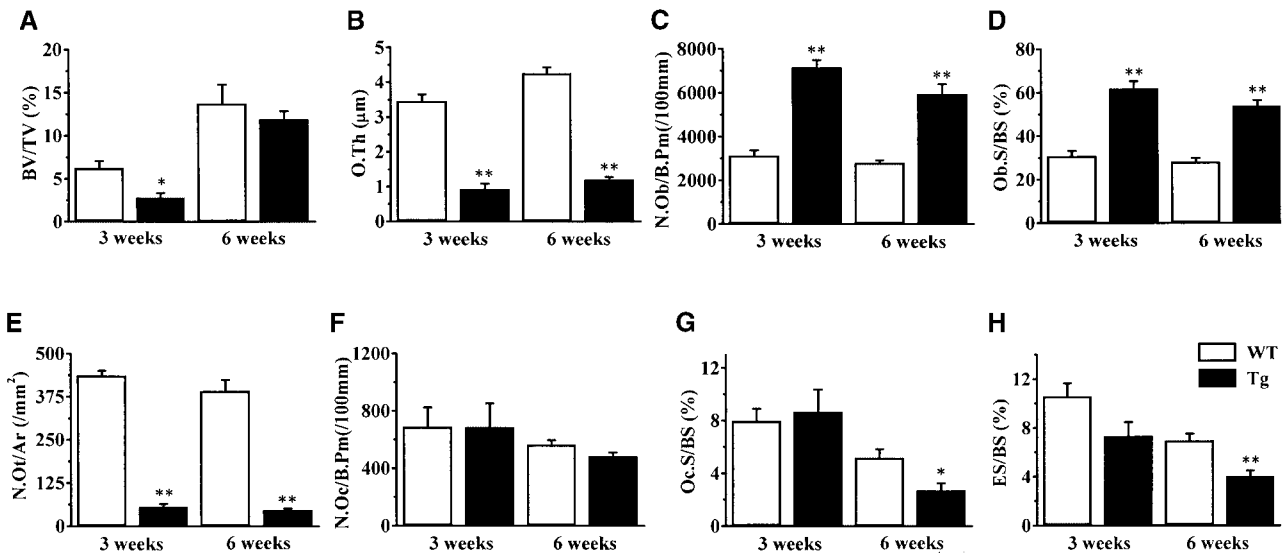 A
BV/TV (%)
20
15
10
5
0
*
3 weeks
6 weeks
B
O.Th (μm)
5
4
3
2
1
0
**
**
3 weeks
6 weeks
C
N.Ob/B.Pm(/100mm)
8000
6000
4000
2000
0
**
**
3 weeks
6 weeks
D
Ob.S/BS (%)
80
60
40
20
0
**
**
3 weeks
6 weeks
E
N.Ot/Ar (/mm²)
500
375
250
125
0
**
**
3 weeks
6 weeks
F
N.Oc/B.Pm(/100mm)
1200
800
400
0
3 weeks
6 weeks
G
Oc.S/BS (%)
12
8
4
0
*
3 weeks
6 weeks
H
ES/BS (%)
12
8
4
0
**
3 weeks
6 weeks
WT
Tg